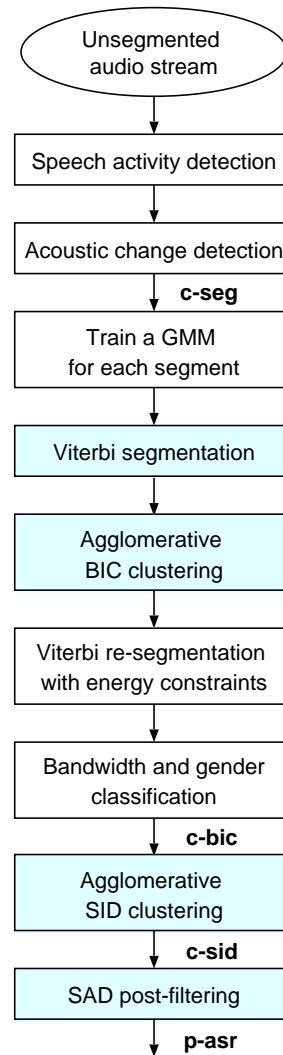 Unsegmented
audio stream
Speech activity detection
Acoustic change detection
c-seg
Train a GMM
for each segment
Viterbi segmentation
Agglomerative
BIC clustering
Viterbi re-segmentation
with energy constraints
Bandwidth and gender
classification
c-bic
Agglomerative
SID clustering
c-sid
SAD post-filtering
p-asr